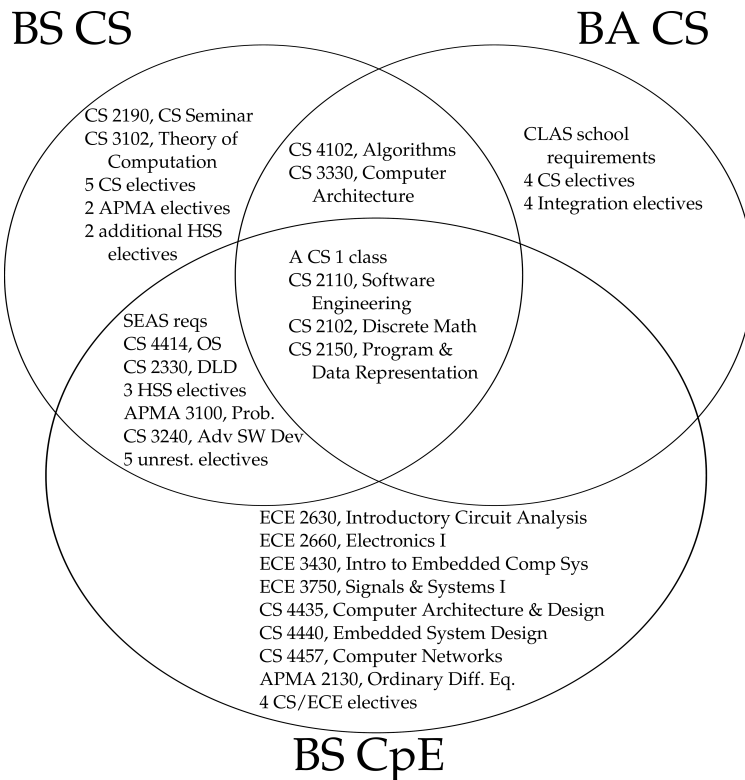 BS CS
BA CS
CS 2190, CS Seminar
CS 3102, Theory of
Computation
5 CS electives
2 APMA electives
2 additional HSS
electives
CS 4102, Algorithms
CS 3330, Computer
Architecture
CLAS school
requirements
4 CS electives
4 Integration electives
A CS 1 class
CS 2110, Software
Engineering
CS 2102, Discrete Math
CS 2150, Program &
Data Representation
SEAS reqs
CS 4414, OS
CS 2330, DLD
3 HSS electives
APMA 3100, Prob.
CS 3240, Adv SW Dev
5 unrest. electives
ECE 2630, Introductory Circuit Analysis
ECE 2660, Electronics I
ECE 3430, Intro to Embedded Comp Sys
ECE 3750, Signals & Systems I
CS 4435, Computer Architecture & Design
CS 4440, Embedded System Design
CS 4457, Computer Networks
APMA 2130, Ordinary Diff. Eq.
4 CS/ECE electives
BS CpE